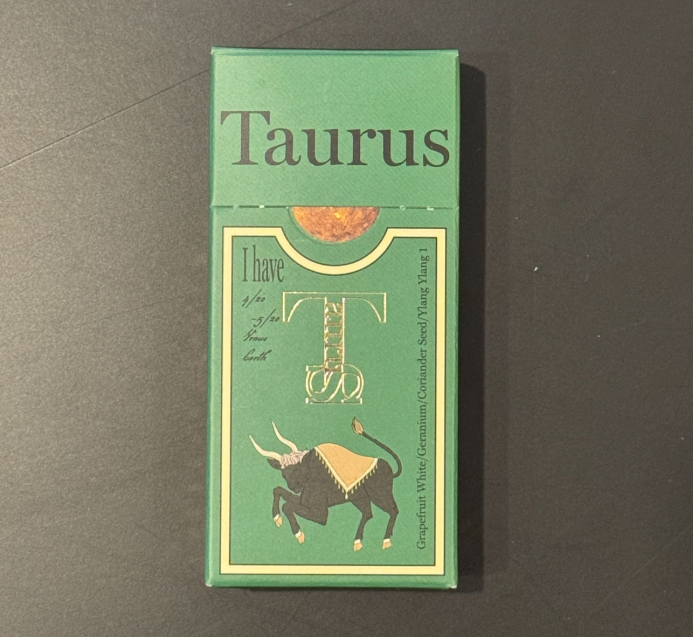 Taurus
I have
4/20
-5/20
Venus
Earth
TAURUS
Grapefruit White/Geranium/Coriander Seed/Ylang Ylang 1